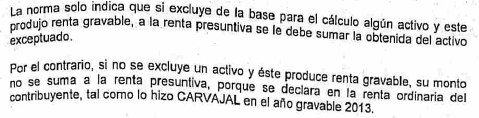 La norma solo indica que si excluye de la base para el cálculo algún activo y este
produjo renta gravable, a la renta presuntiva se le debe sumar la obtenida del activo
exceptuado.
Por el contrario, si no se excluye un activo y éste produce renta gravable, su monto
no se suma a la renta presuntiva, porque se declara en la renta ordinaria del
contribuyente, tal como lo hizo CARVAJAL en el año gravable 2013.